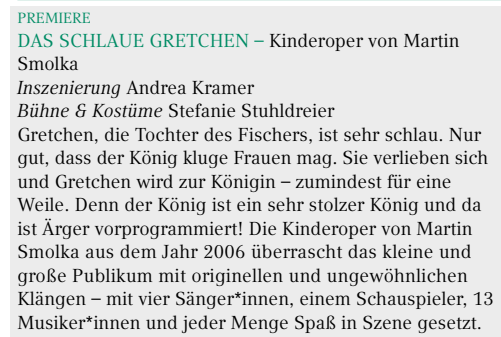 PREMIERE
DAS SCHLAUE GRETCHEN – Kinderoper von Martin
Smolka
Inszenierung Andrea Kramer
Bühne & Kostüme Stefanie Stuhldreier
Gretchen, die Tochter des Fischers, ist sehr schlau. Nur
gut, dass der König kluge Frauen mag. Sie verlieben sich
und Gretchen wird zur Königin – zumindest für eine
Weile. Denn der König ist ein sehr stolzer König und da
ist Ärger vorprogrammiert! Die Kinderoper von Martin
Smolka aus dem Jahr 2006 überrascht das kleine und
große Publikum mit originellen und ungewöhnlichen
Klängen – mit vier Sänger*innen, einem Schauspieler, 13
Musiker*innen und jeder Menge Spaß in Szene gesetzt.